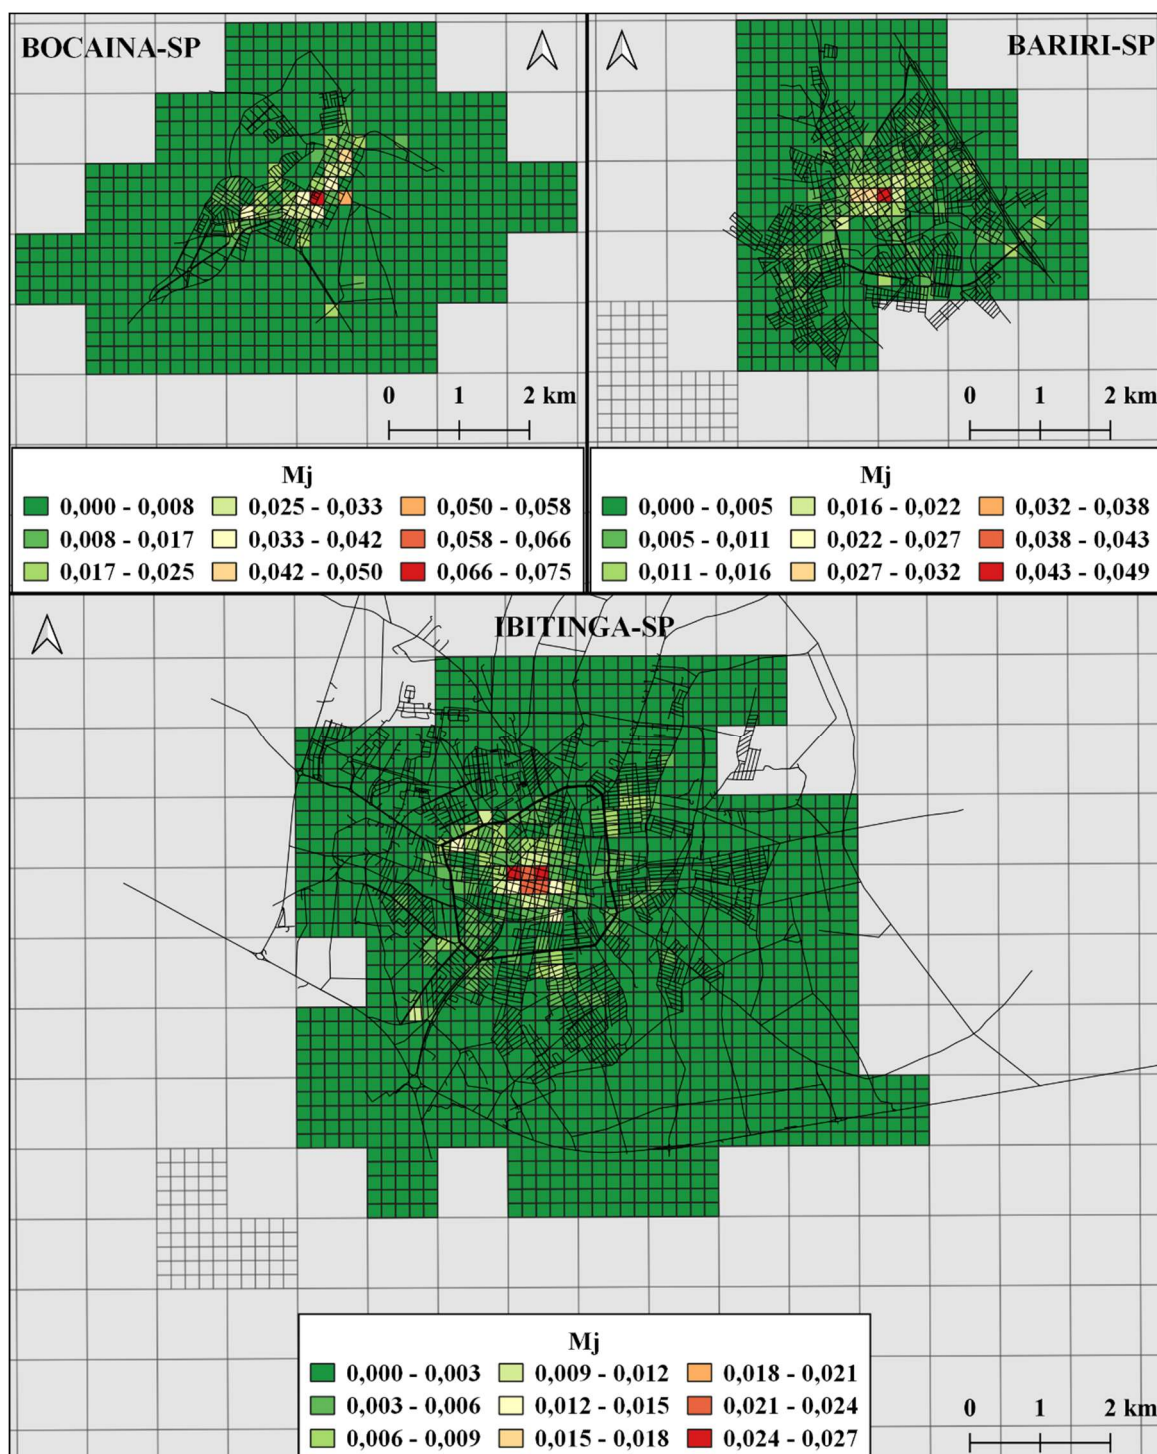 BOCAINA-SP
0 1 2 km
Mj
0,000 - 0,008 0,025 - 0,033 0,050 - 0,058
0,008 - 0,017 0,033 - 0,042 0,058 - 0,066
0,017 - 0,025 0,042 - 0,050 0,066 - 0,075
BARIRI-SP
0 1 2 km
Mj
0,000 - 0,005 0,016 - 0,022 0,032 - 0,038
0,005 - 0,011 0,022 - 0,027 0,038 - 0,043
0,011 - 0,016 0,027 - 0,032 0,043 - 0,049
IBITINGA-SP
Mj
0,000 - 0,003 0,009 - 0,012 0,018 - 0,021
0,003 - 0,006 0,012 - 0,015 0,021 - 0,024
0,006 - 0,009 0,015 - 0,018 0,024 - 0,027
0 1 2 km